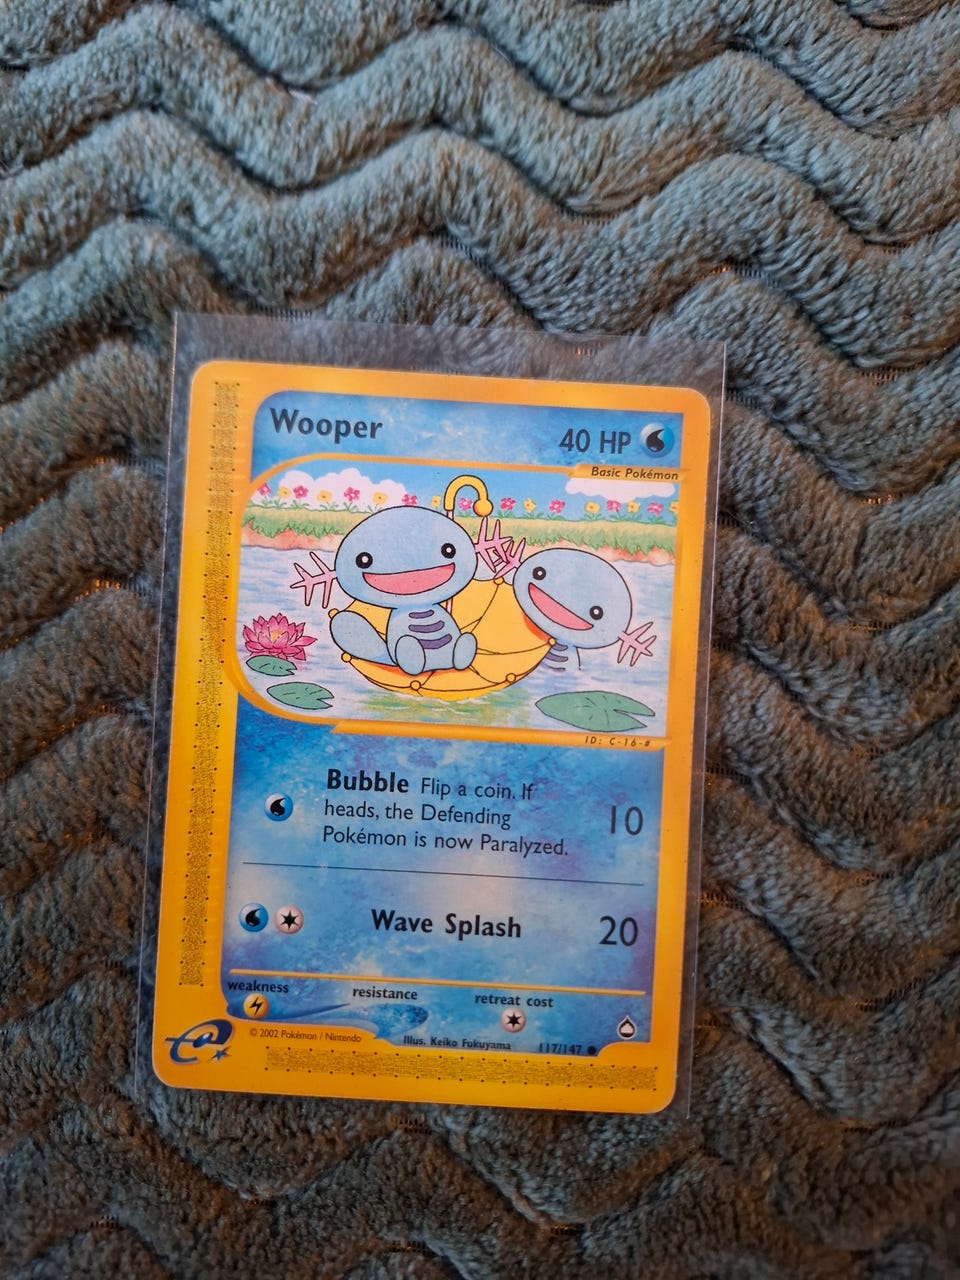 Wooper
40 HP
Basic Pokémon
ID: C-16-#
Bubble Flip a coin. If
heads, the Defending
Pokémon is now Paralyzed.
10
Wave Splash
20
weakness
resistance
retreat cost
© 2002 Pokémon / Nintendo
Illus. Keiko Fukuyama
117/147
e